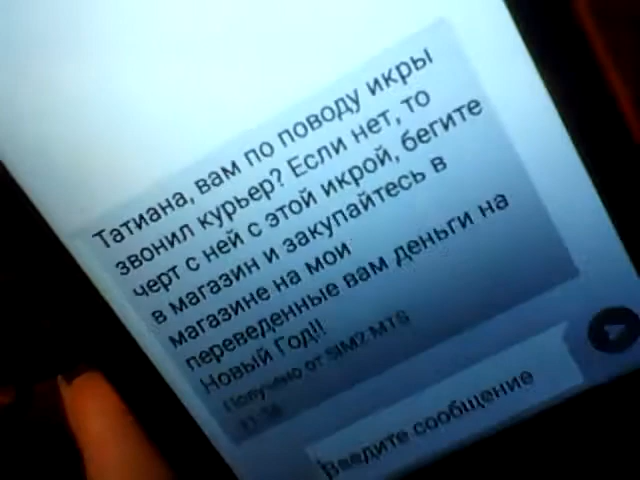 Татиана, вам по поводу икры
звонил курьер? Если нет, то
черт с ней с этой икрой, бегите
в магазин и закупайтесь в
магазине на мои
переведенные вам деньги на
Новый Год!!
Получено от SIM2:MTS
Введите сообщение